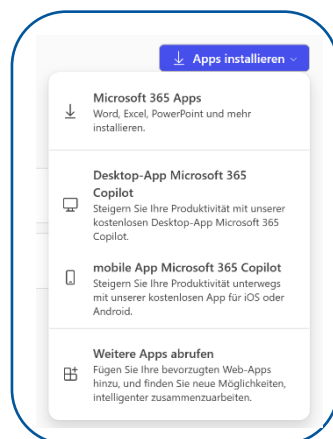 Apps installieren
Microsoft 365 Apps
Word, Excel, PowerPoint und mehr
installieren.
Desktop-App Microsoft 365
Copilot
Steigern Sie Ihre Produktivität mit unserer
kostenlosen Desktop-App Microsoft 365
Copilot.
mobile App Microsoft 365 Copilot
Steigern Sie Ihre Produktivität unterwegs
mit unserer kostenlosen App für iOS oder
Android.
Weitere Apps abrufen
Fügen Sie Ihre bevorzugten Web-Apps
hinzu, und finden Sie neue Möglichkeiten,
intelligenter zusammenzuarbeiten.